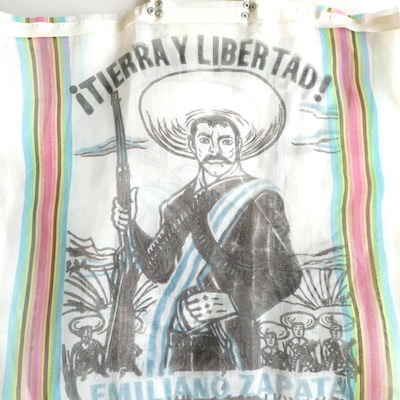 ¡TIERRA Y LIBERTAD!
EMILIANO ZAPATA